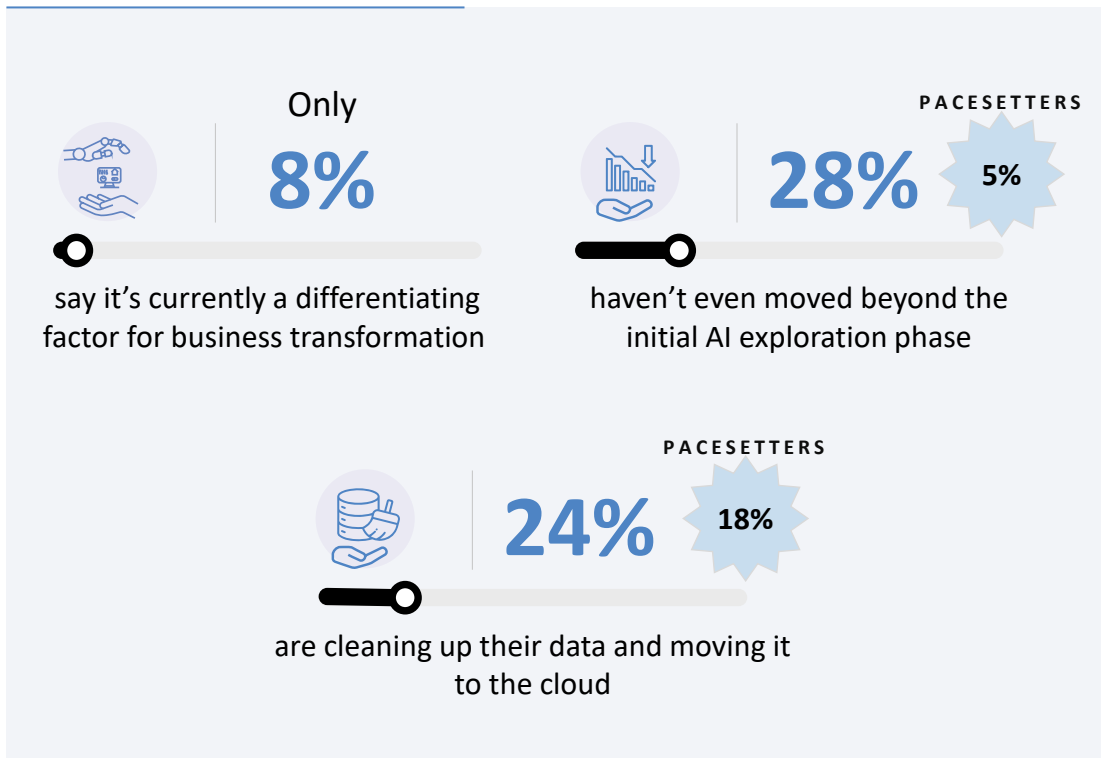 Only
8%
say it’s currently a differentiating
factor for business transformation
PACESETTERS
28%
5%
haven’t even moved beyond the
initial AI exploration phase
PACESETTERS
24%
18%
are cleaning up their data and moving it
to the cloud